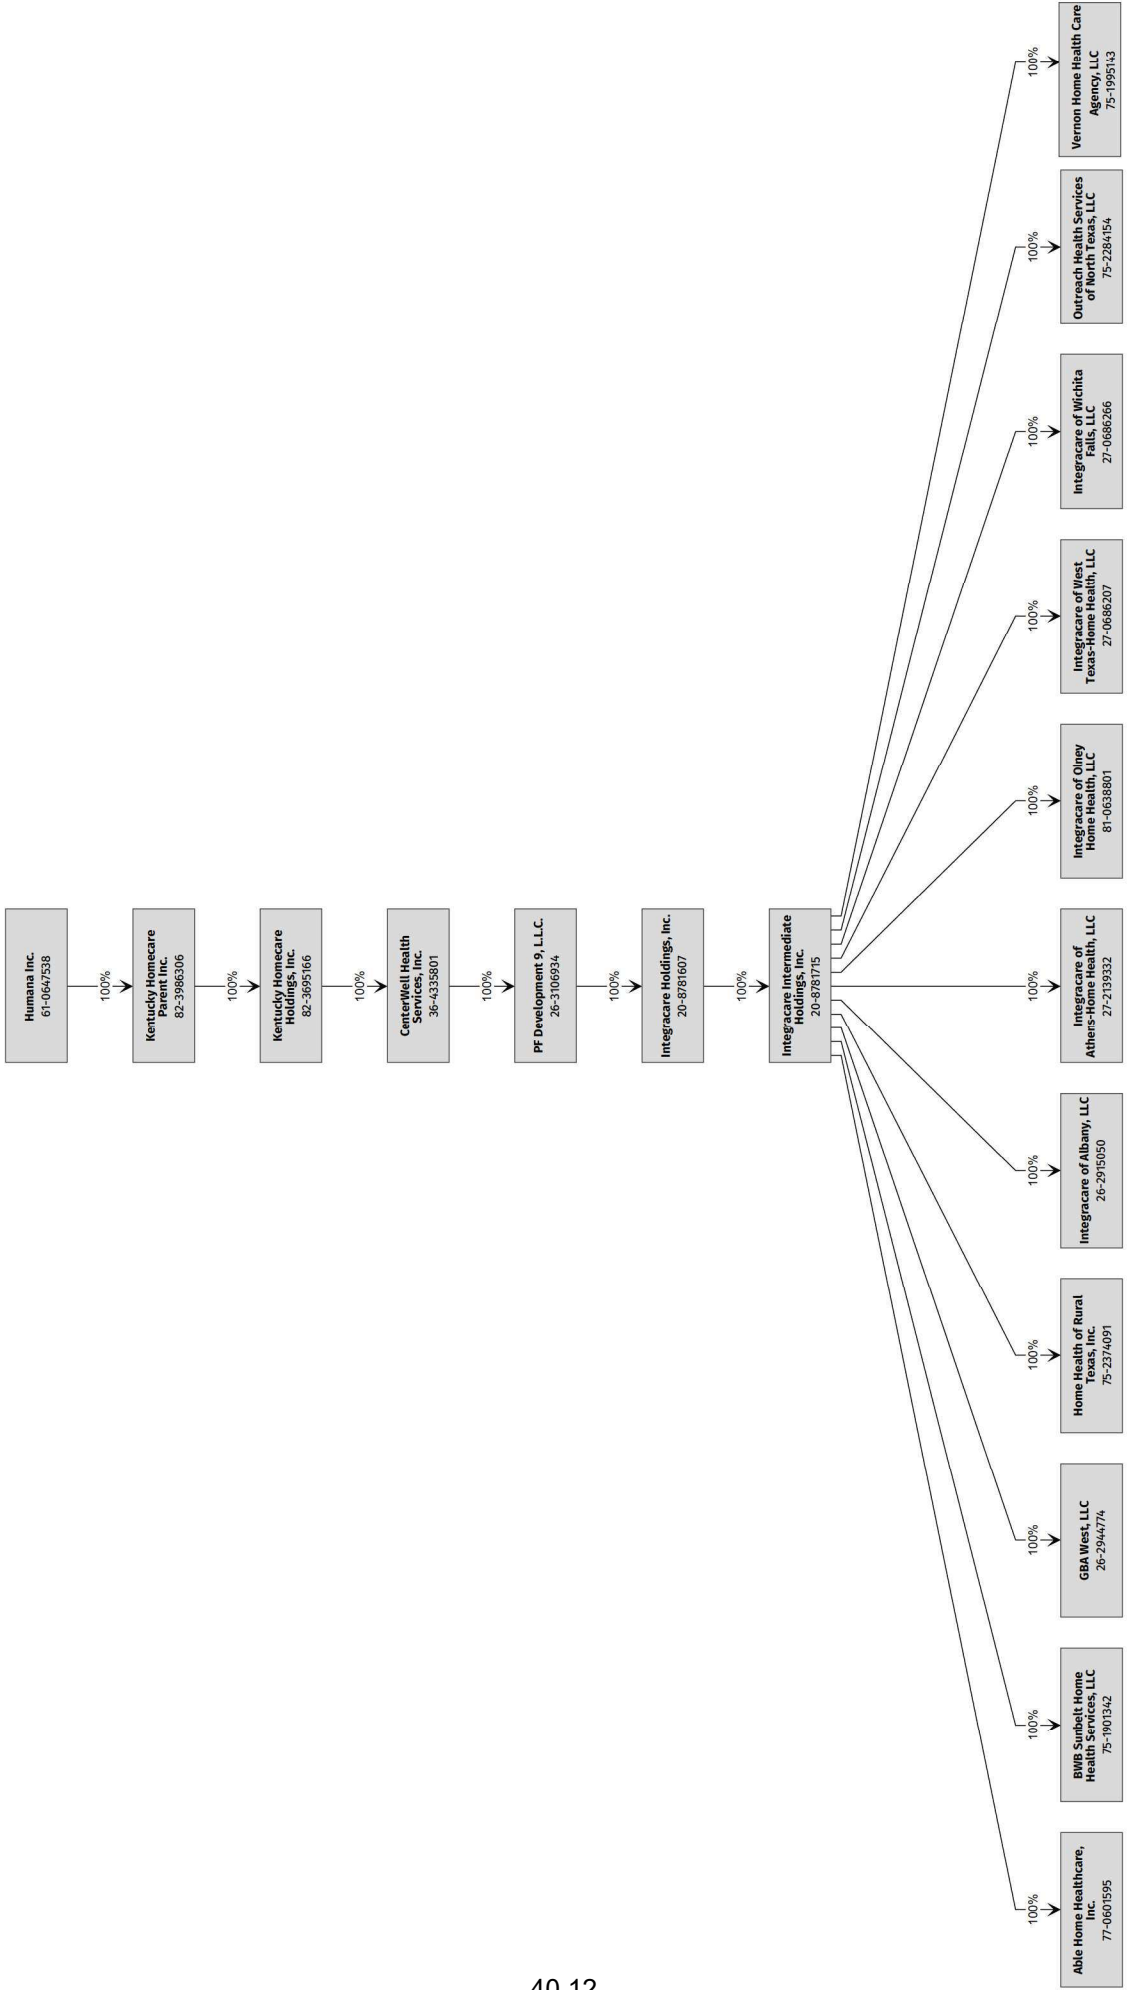 Humana Inc.
61-0647538
100%
Kentucky Homecare
Parent Inc.
82-3986306
100%
Kentucky Homecare
Holdings, Inc.
82-3695166
100%
CenterWell Health
Services, Inc.
36-4335801
100%
PF Development 9, L.L.C.
26-3106934
100%
Integracare Holdings, Inc.
20-8781607
100%
Integracare Intermediate
Holdings, Inc.
20-8781715
100%
100%
100%
100%
100%
100%
100%
100%
100%
100%
100%
Able Home Healthcare,
Inc.
77-0601595
BWB Sunbelt Home
Health Services, LLC
75-1901342
GBA West, LLC
26-2944774
Home Health of Rural
Texas, Inc.
75-2374091
Integracare of Albany, LLC
26-2915050
Integracare of
Athens-Home Health, LLC
27-2139332
Integracare of Olney
Home Health, LLC
81-0638801
Integracare of West
Texas-Home Health, LLC
27-0686207
Integracare of Wichita
Falls, LLC
27-0686266
Outreach Health Services
of North Texas, LLC
75-2284154
Vernon Home Health Care
Agency, LLC
75-1995143
40.12